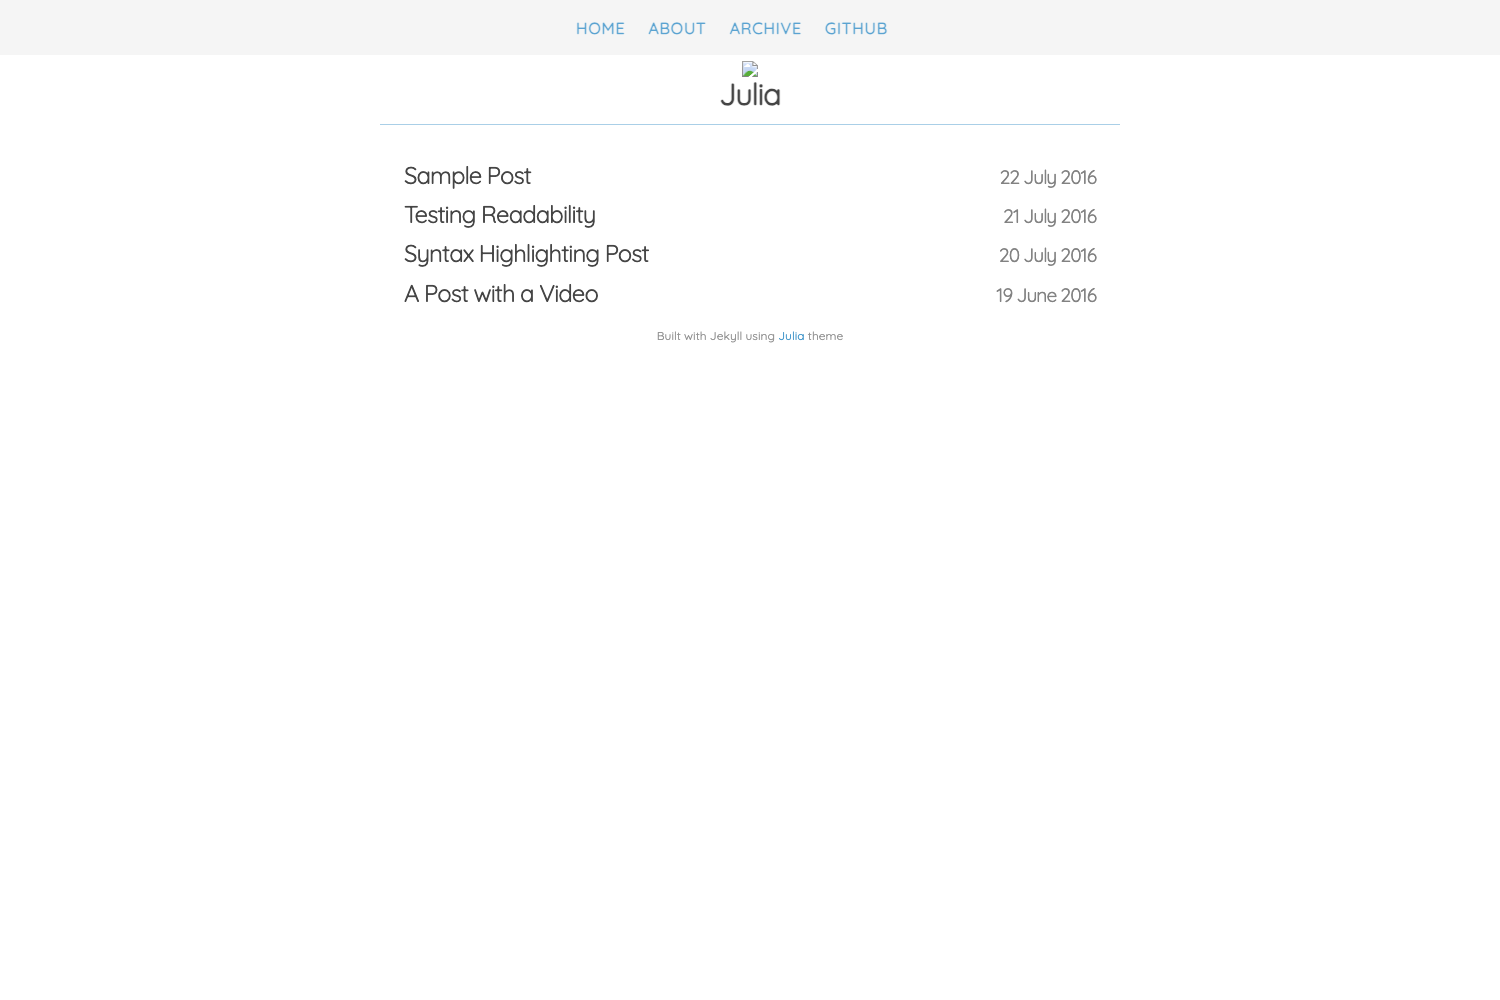 HOME ABOUT ARCHIVE GITHUB
Julia
Sample Post 22 July 2016
Testing Readability 21 July 2016
Syntax Highlighting Post 20 July 2016
A Post with a Video 19 June 2016
Built with Jekyll using Julia theme